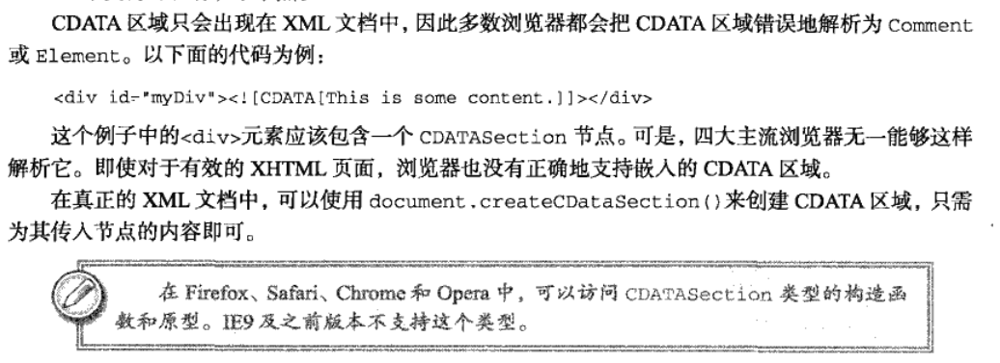 CDATA 区域只会出现在 XML 文档中，因此多数浏览器都会把 CDATA 区域错误地解析为 Comment
或 Element。以下面的代码为例：
<div id="myDiv"><![CDATA[This is some content.]]></div>
这个例子中的<div>元素应该包含一个 CDATASection 节点。可是，四大主流浏览器无一能够这样
解析它。即使对于有效的 XHTML 页面，浏览器也没有正确地支持嵌入的 CDATA 区域。
在真正的 XML 文档中，可以使用 document.createCDataSection()来创建 CDATA 区域，只需
为其传入节点的内容即可。
在 Firefox、Safari、Chrome 和 Opera 中，可以访问 CDATASection 类型的构造函
数和原型。IE9 及之前版本不支持这个类型。